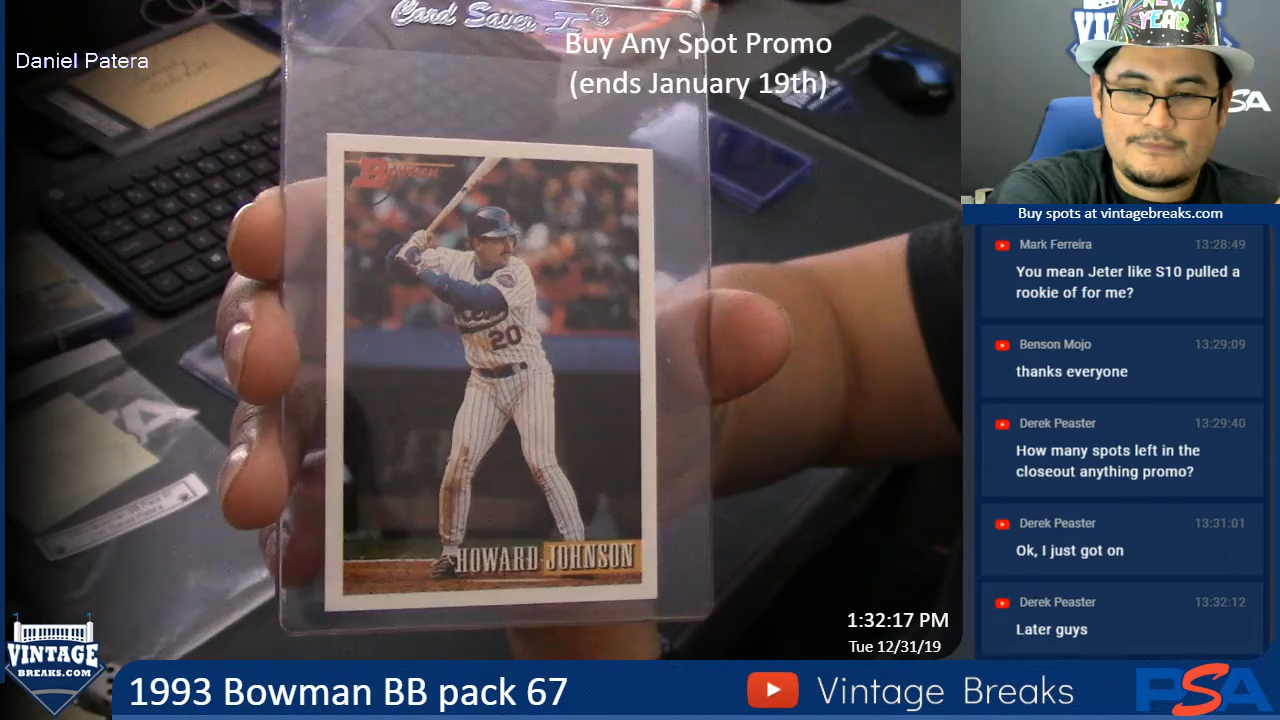 Card Saver II®
Buy Any Spot Promo
(ends January 19th)
Daniel Patera
NEW
YEAR
SA
Buy spots at vintagebreaks.com
Mark Ferreira 13:28:49
You mean Jeter like S10 pulled a
rookie of for me?
Benson Mojo 13:29:09
thanks everyone
Derek Peaster 13:29:40
How many spots left in the
closeout anything promo?
Derek Peaster 13:31:01
Ok, I just got on
Derek Peaster 13:32:12
Later guys
Bowman
20
HOWARD JOHNSON
1:32:17 PM
Tue 12/31/19
VINTAGE
BREAKS.COM
1993 Bowman BB pack 67
Vintage Breaks
PSA